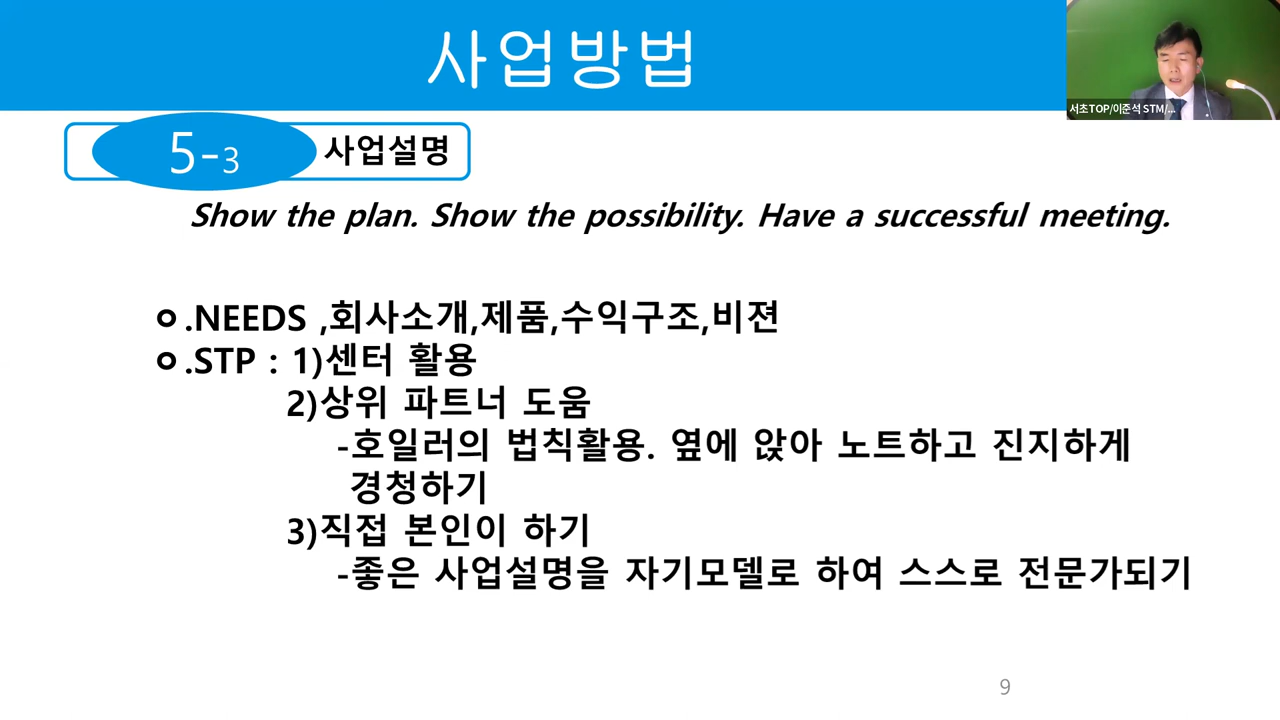 사업방법
서초TOP/이준석 STM/...
5-3 사업설명
Show the plan. Show the possibility. Have a successful meeting.
.NEEDS ,회사소개,제품,수익구조,비젼
.STP : 1)센터 활용
2)상위 파트너 도움
-호일러의 법칙활용. 옆에 앉아 노트하고 진지하게
경청하기
3)직접 본인이 하기
-좋은 사업설명을 자기모델로 하여 스스로 전문가되기
9